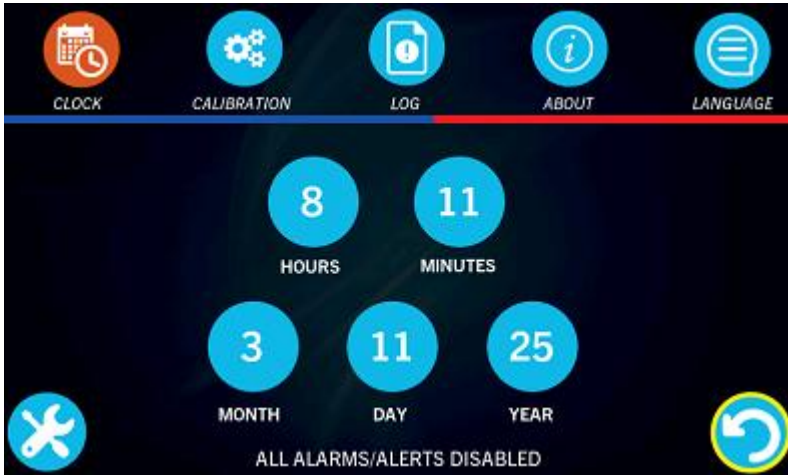 CLOCK CALIBRATION LOG ABOUT LANGUAGE
8 11
HOURS MINUTES
3 11 25
MONTH DAY YEAR
ALL ALARMS/ALERTS DISABLED